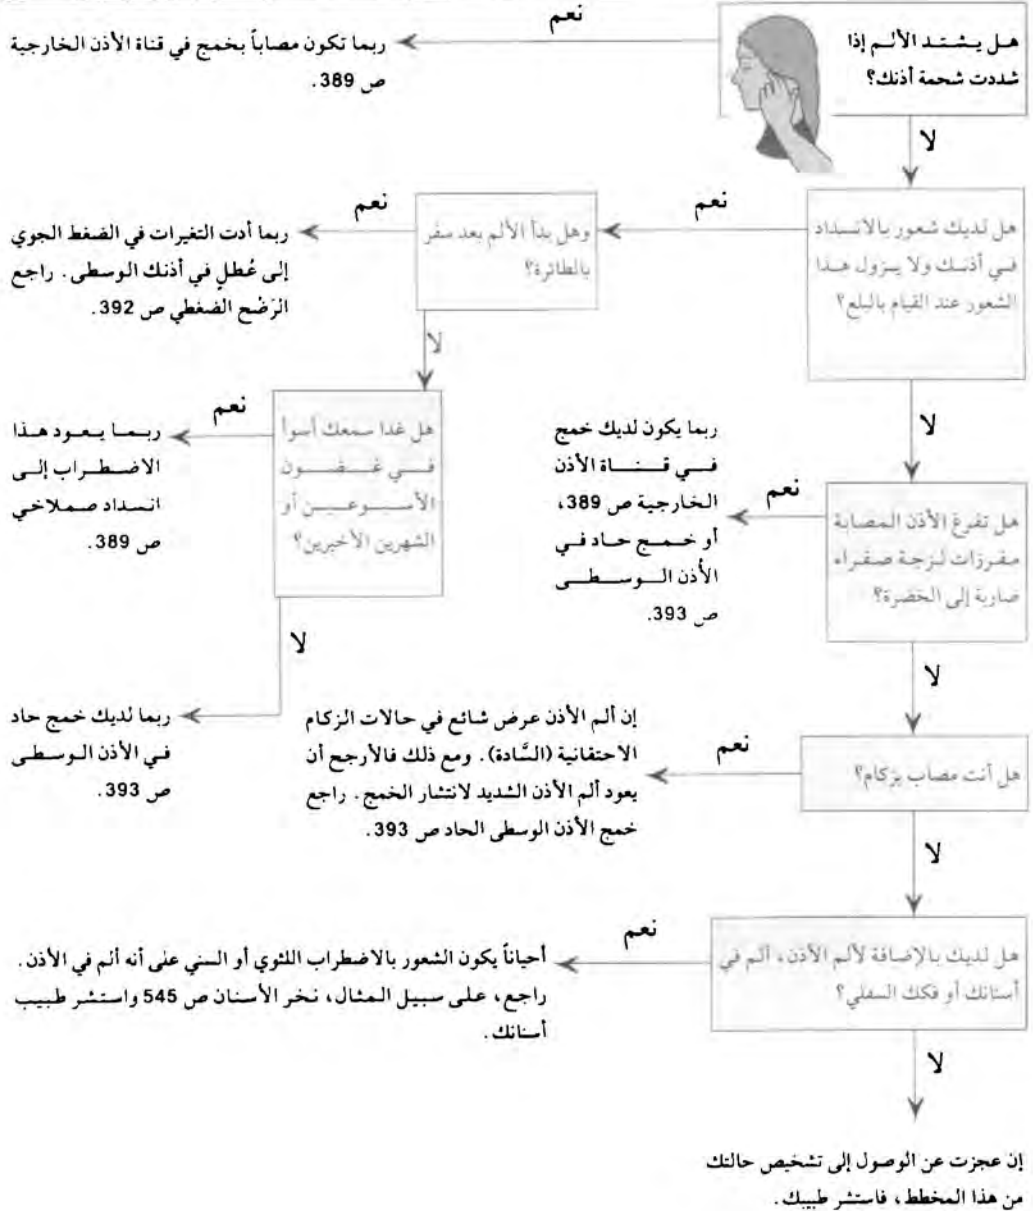 هل يشتد الألم إذا
شددت شحمة أذنك؟
نعم
ربما تكون مصاباً بخمج في قناة الأذن الخارجية
ص 389.
لا
هل لديك شعور بالانسداد
في أذنك ولا يزول هذا
الشعور عند القيام بالبلع؟
نعم
وهل بدأ الألم بعد سفر
بالطائرة؟
نعم
ربما أدت التغيرات في الضغط الجوي
إلى عُطلٍ في أذنك الوسطى. راجع
الرّضْح الضغطي ص 392.
لا
هل غدا سمعك أسوأ
في غضون
الأسبوعين أو
الشهرين الأخيرين؟
نعم
ربما يعود هذا
الاضطراب إلى
انسداد صملاخي
ص 389.
لا
ربما لديك خمج حاد
في الأذن الوسطى
ص 393.
لا
هل تفرغ الأذن المصابة
مفرزات لزجة صفراء
ضاربة إلى الخضرة؟
نعم
ربما يكون لديك خمج
في قناة الأذن
الخارجية ص 389،
أو خمج حاد في
الأذن الوسطى
ص 393.
لا
هل أنت مصاب بزكام؟
نعم
إن ألم الأذن عرض شائع في حالات الزكام
الاحتقانية (السَّادة). ومع ذلك فالأرجح أن
يعود ألم الأذن الشديد لانتشار الخمج. راجع
خمج الأذن الوسطى الحاد ص 393.
لا
هل لديك بالإضافة لألم الأذن، ألم في
أسنانك أو فكك السفلي؟
نعم
أحياناً يكون الشعور بالاضطراب اللثوي أو السني على أنه ألم في الأذن.
راجع، على سبيل المثال، نخر الأسنان ص 545 واستشر طبيب
أسنانك.
لا
إن عجزت عن الوصول إلى تشخيص حالتك
من هذا المخطط، فاستشر طبيبك.